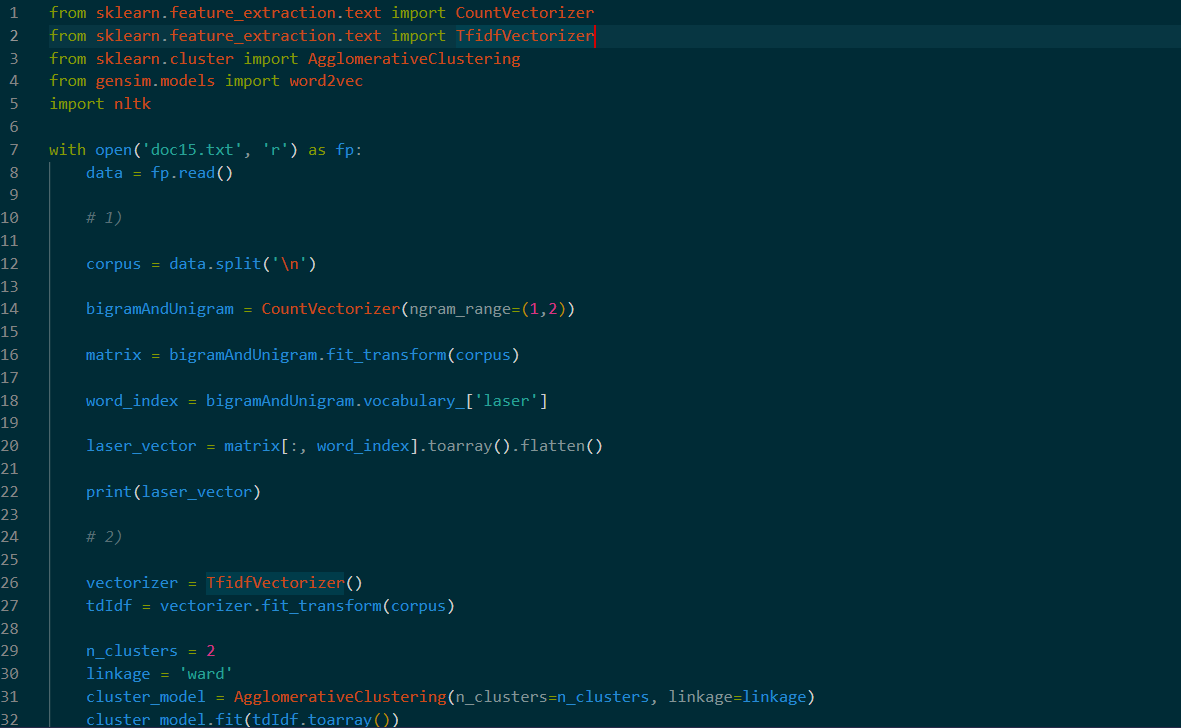 1 from sklearn.feature_extraction.text import CountVectorizer
2 from sklearn.feature_extraction.text import TfidfVectorizer
3 from sklearn.cluster import AgglomerativeClustering
4 from gensim.models import word2vec
5 import nltk
6
7 with open('doc15.txt', 'r') as fp:
8     data = fp.read()
9
10     # 1)
11
12     corpus = data.split('\n')
13
14     bigramAndUnigram = CountVectorizer(ngram_range=(1,2))
15
16     matrix = bigramAndUnigram.fit_transform(corpus)
17
18     word_index = bigramAndUnigram.vocabulary_['laser']
19
20     laser_vector = matrix[:, word_index].toarray().flatten()
21
22     print(laser_vector)
23
24     # 2)
25
26     vectorizer = TfidfVectorizer()
27     tdIdf = vectorizer.fit_transform(corpus)
28
29     n_clusters = 2
30     linkage = 'ward'
31     cluster_model = AgglomerativeClustering(n_clusters=n_clusters, linkage=linkage)
32     cluster_model.fit(tdIdf.toarray())